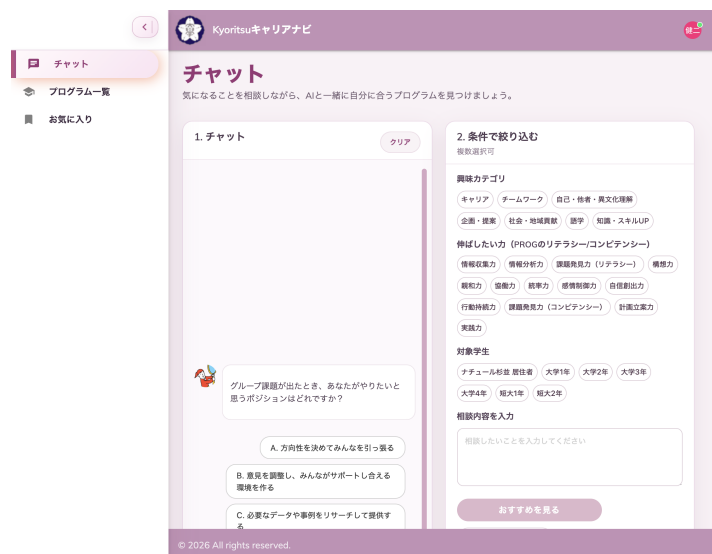 Kyoritsuキャリアナビ
健二
チャット
プログラム一覧
お気に入り
チャット
気になることを相談しながら、AIと一緒に自分に合うプログラムを見つけましょう。
1. チャット
クリア
グループ課題が出たとき、あなたがやりたいと
思うポジションはどれですか？
A. 方向性を決めてみんなを引っ張る
B. 意見を調整し、みんながサポートし合える
環境を作る
C. 必要なデータや事例をリサーチして提供す
る
2. 条件で絞り込む
複数選択可
興味カテゴリ
キャリア チームワーク 自己・他者・異文化理解
企画・提案 社会・地域貢献 語学 知識・スキルUP
伸ばしたい力（PROGのリテラシー/コンピテンシー）
情報収集力 情報分析力 課題発見力（リテラシー） 構想力
親和力 協働力 統率力 感情制御力 自信創出力
行動持続力 課題発見力（コンピテンシー） 計画立案力
実践力
対象学生
ナチュール杉並 居住者 大学1年 大学2年 大学3年
大学4年 短大1年 短大2年
相談内容を入力
相談したいことを入力してください
おすすめを見る
© 2026 All rights reserved.